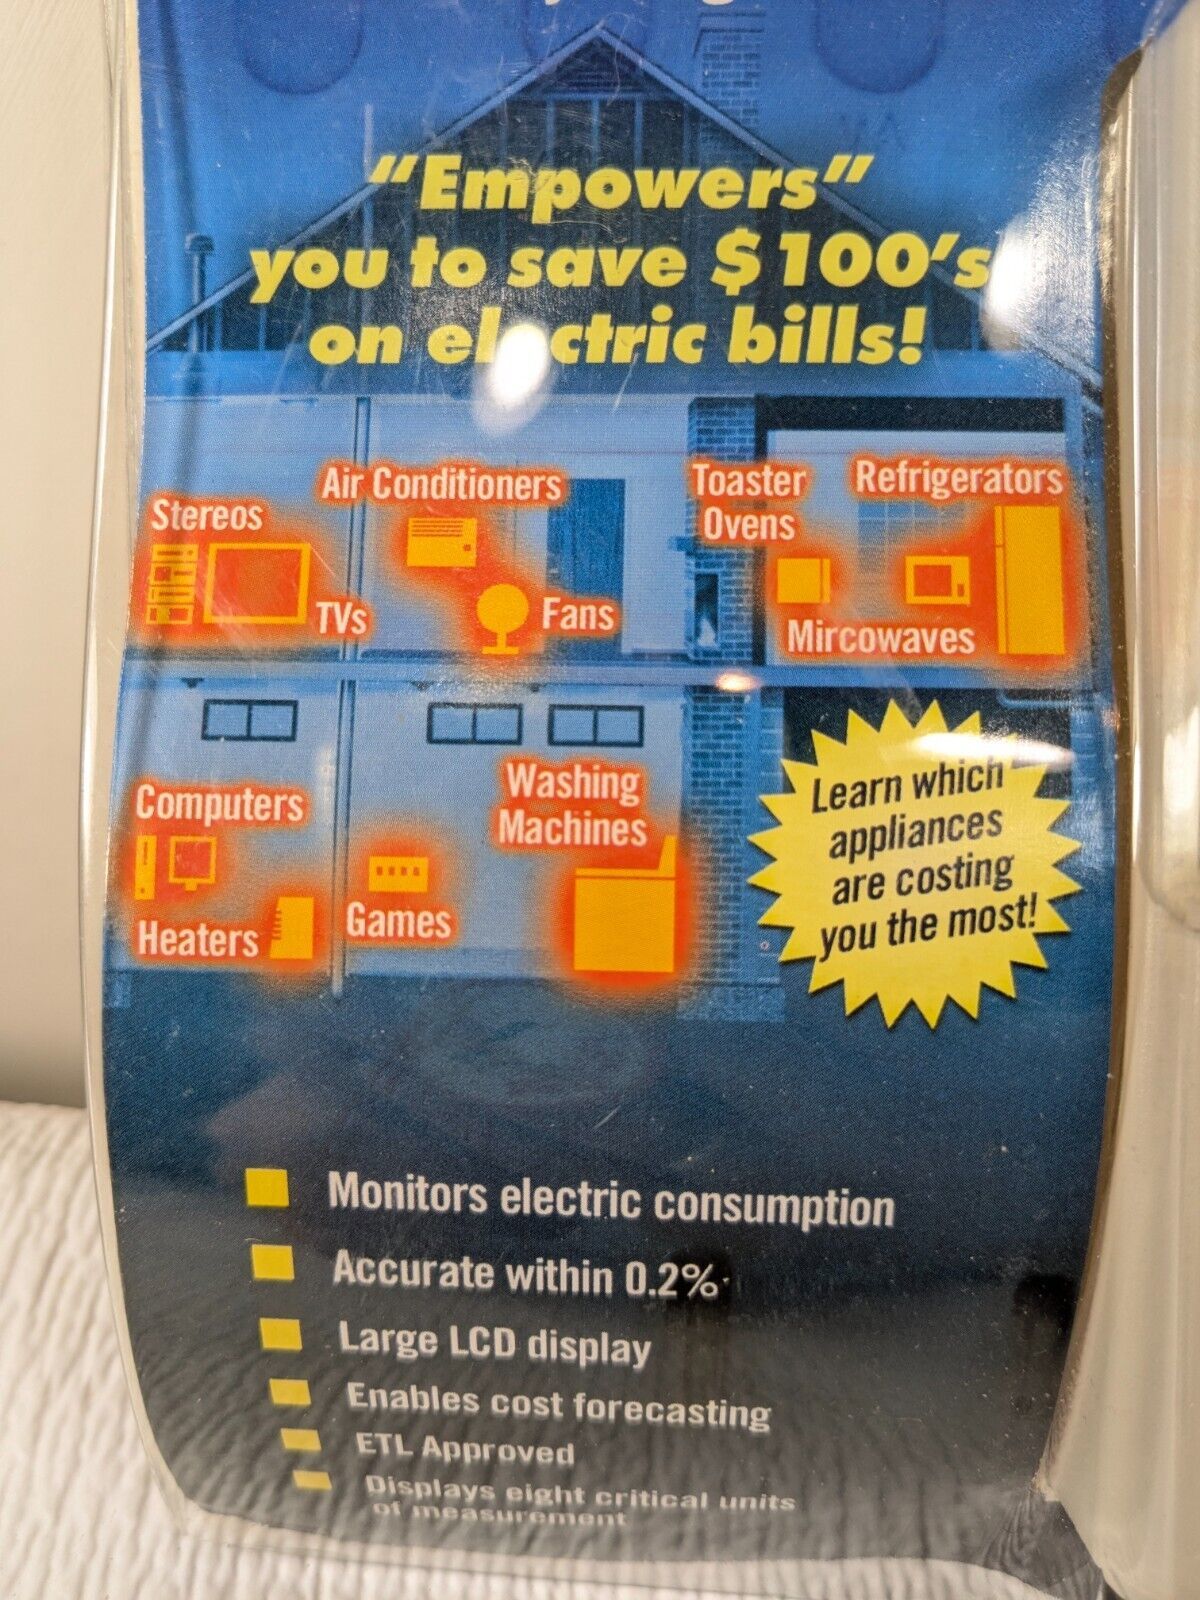 "Empowers"
you to save $100's
on electric bills!
Air Conditioners
Stereos
TVs
Fans
Toaster
Ovens
Refrigerators
Mircowaves
Computers
Heaters
Games
Washing
Machines
Learn which
appliances
are costing
you the most!
Monitors electric consumption
Accurate within 0.2%
Large LCD display
Enables cost forecasting
ETL Approved
Displays eight critical units
of measurement